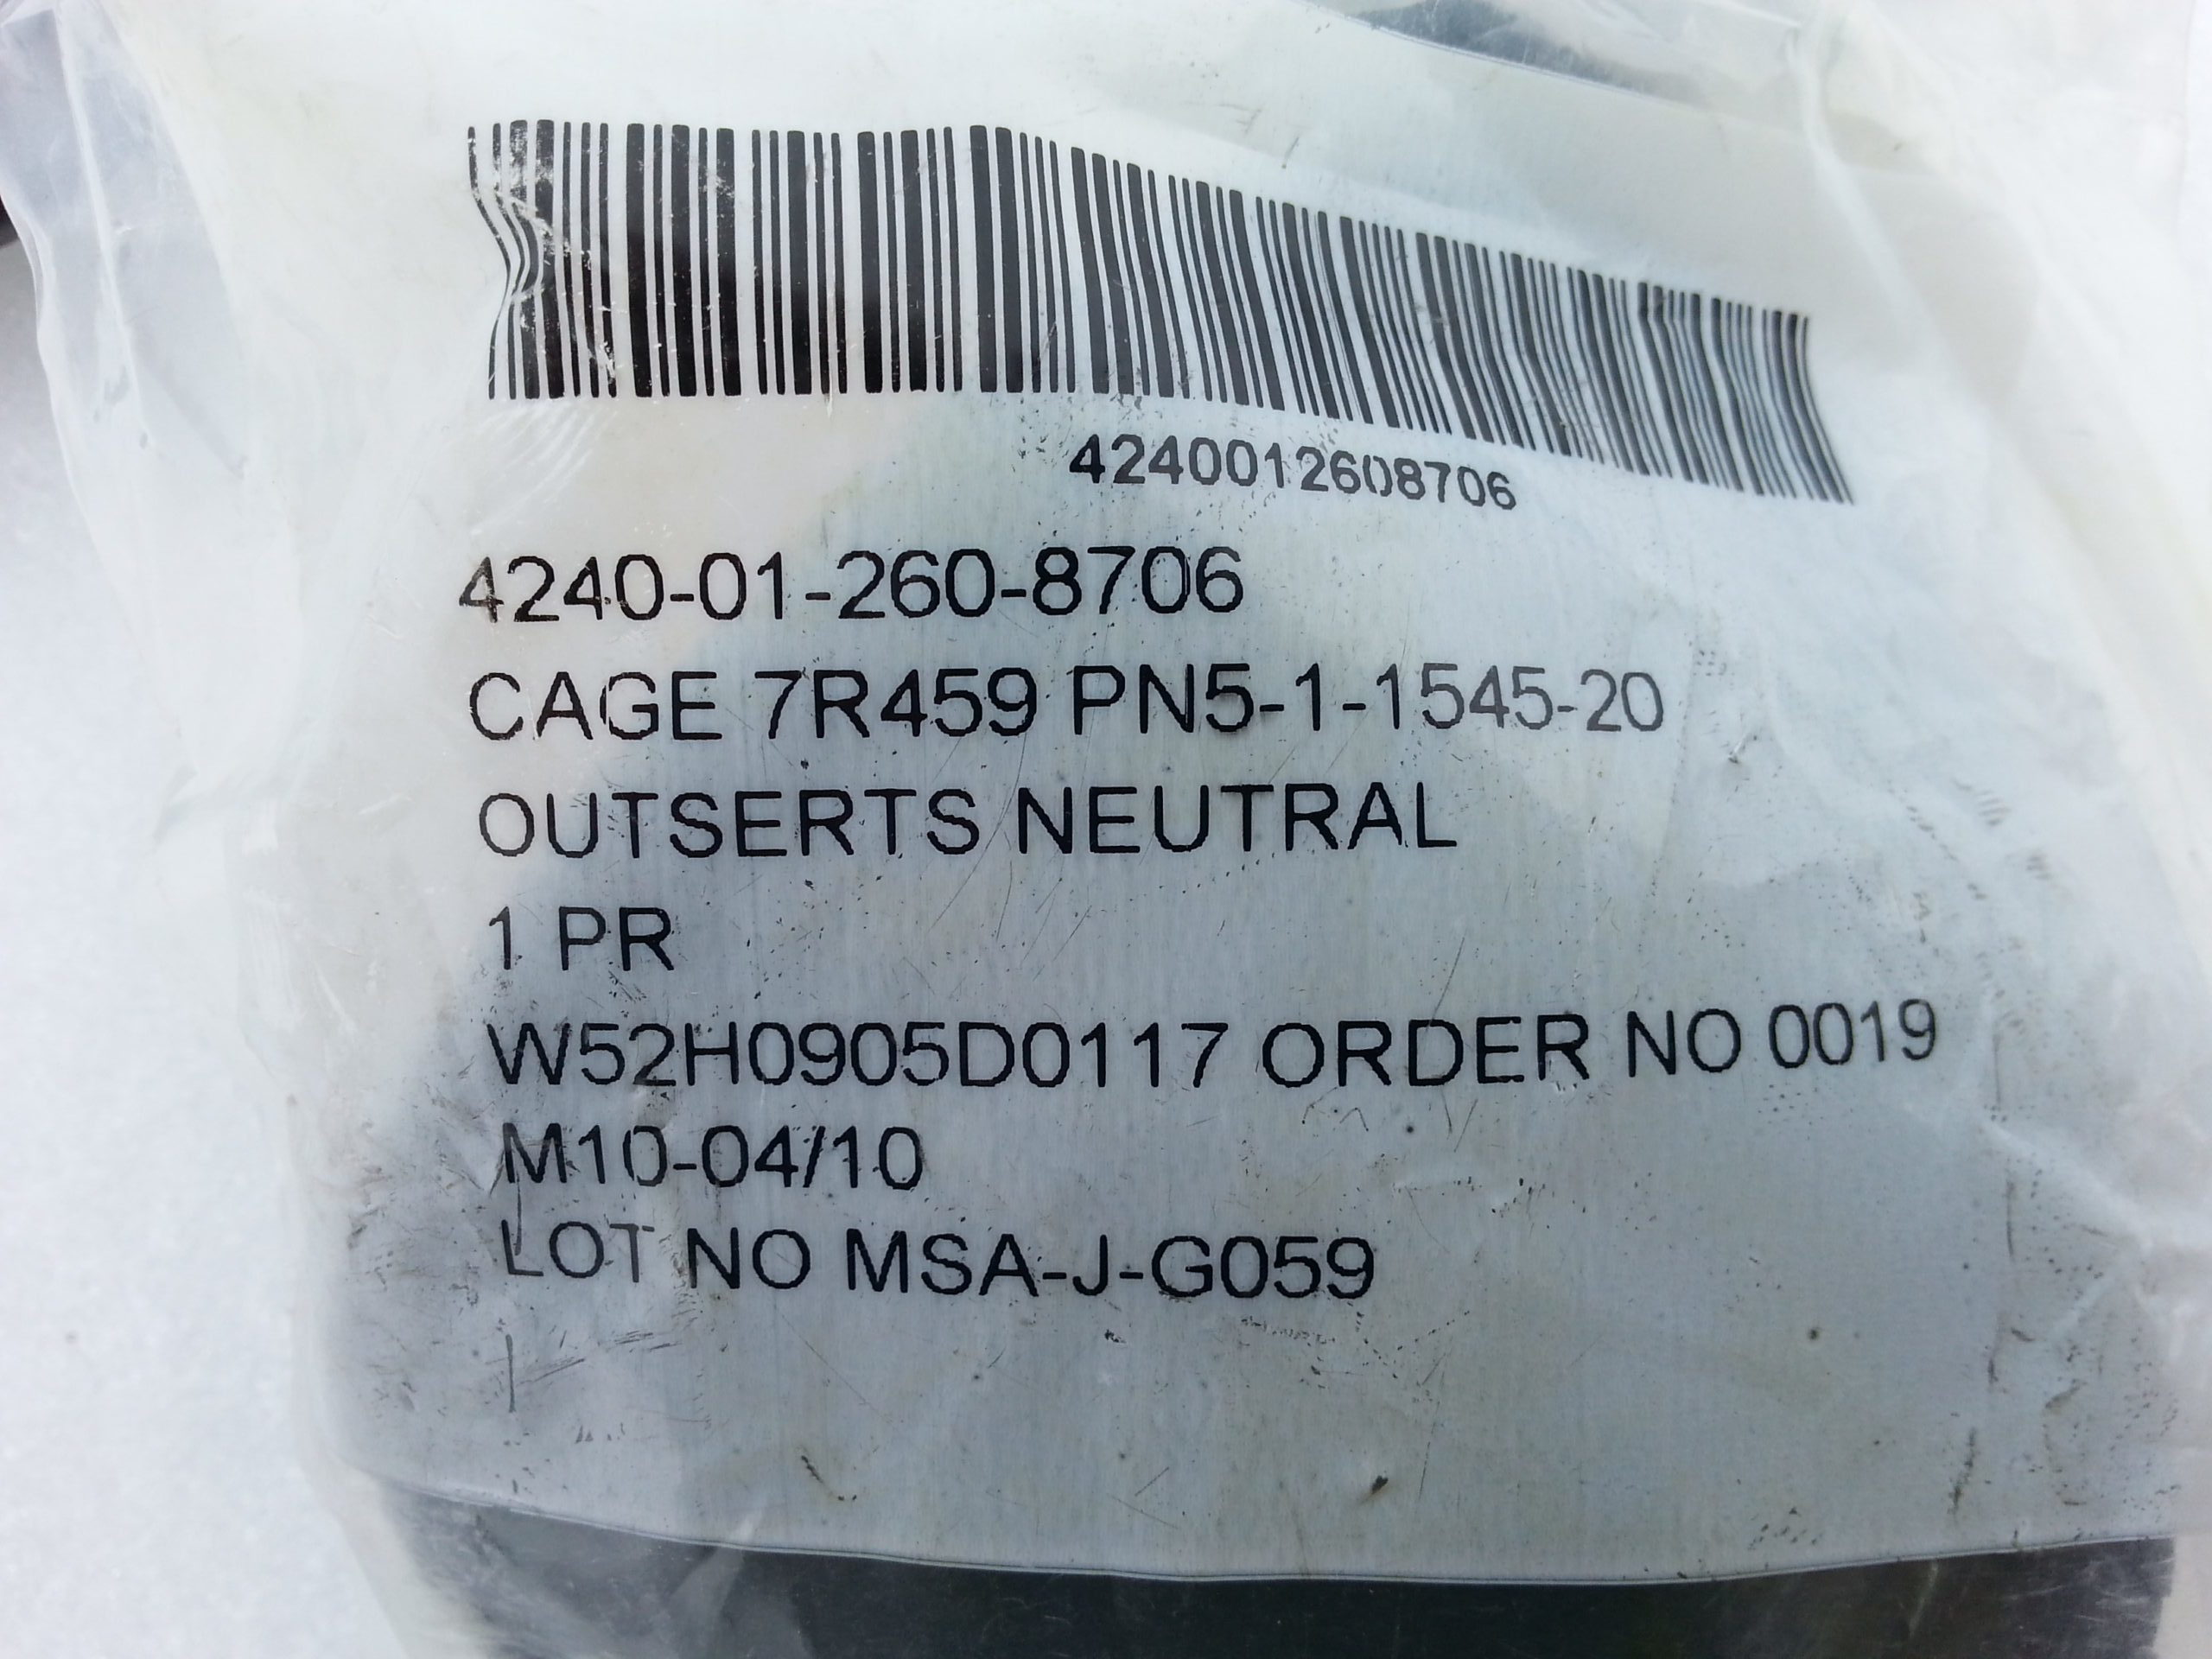 4240012608706
4240-01-260-8706
CAGE 7R459 PN5-1-1545-20
OUTSERTS NEUTRAL
1 PR
W52H0905D0117 ORDER NO 0019
M10-04/10
LOT NO MSA-J-G059